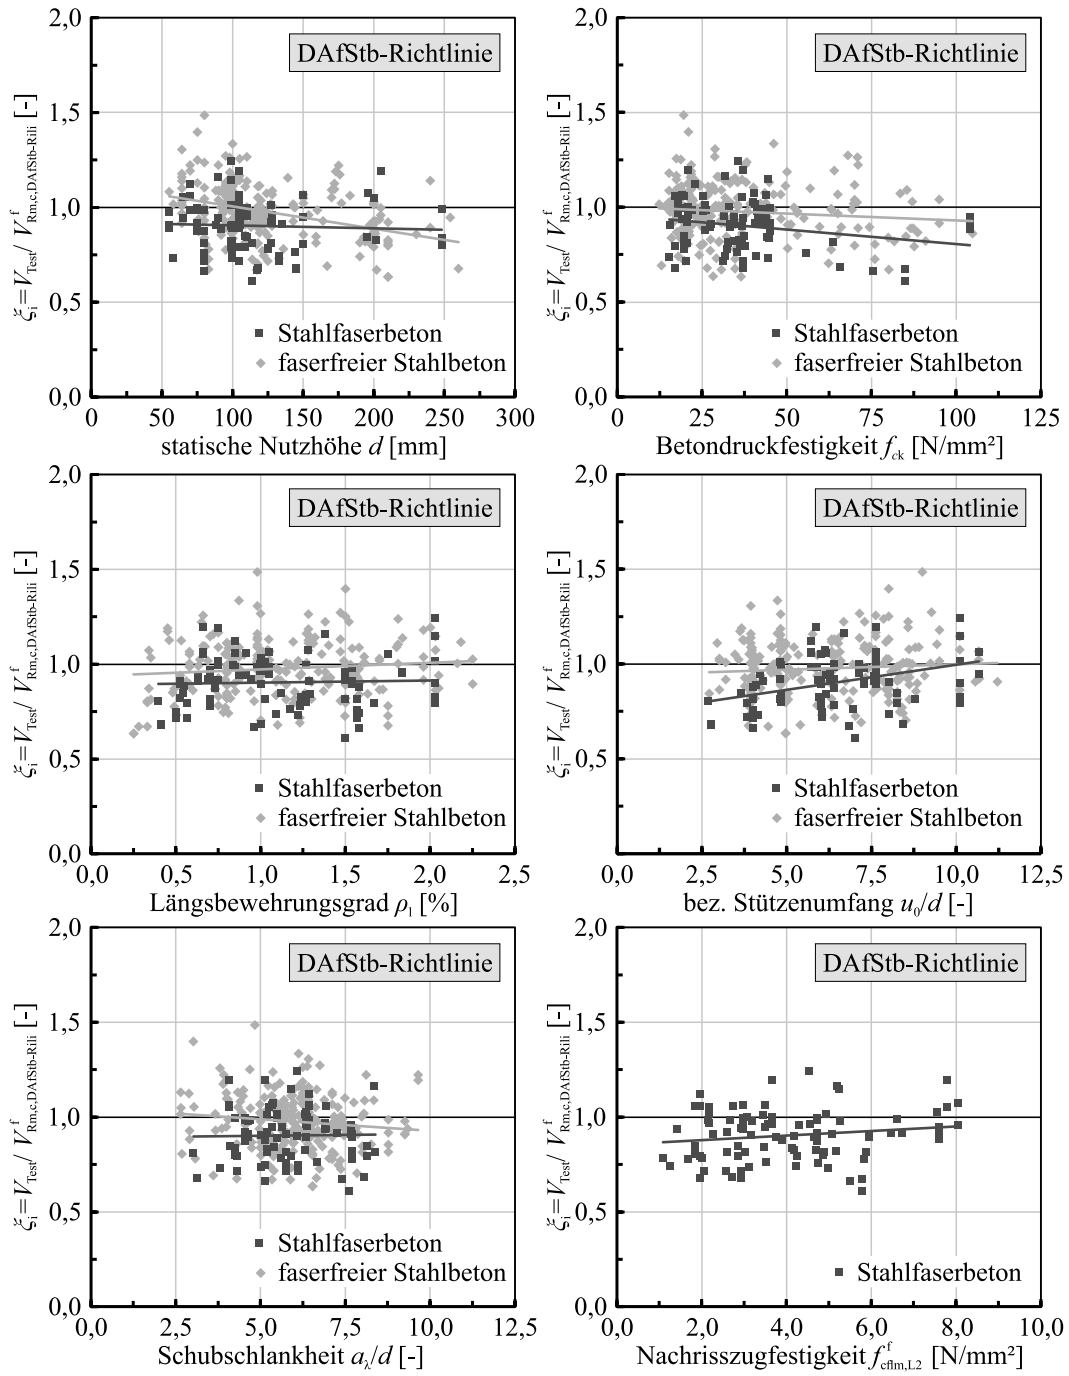 2,0
1,5
1,0
0,5
0,0
ξi=VTest/ V^f Rm,c,DAfStb-Rili [-]
DAfStb-Richtlinie
Stahlfaserbeton
faserfreier Stahlbeton
0 50 100 150 200 250 300
statische Nutzhöhe d [mm]
2,0
1,5
1,0
0,5
0,0
ξi=VTest/ V^f Rm,c,DAfStb-Rili [-]
DAfStb-Richtlinie
Stahlfaserbeton
faserfreier Stahlbeton
0 25 50 75 100 125
Betondruckfestigkeit fck [N/mm²]
2,0
1,5
1,0
0,5
0,0
ξi=VTest/ V^f Rm,c,DAfStb-Rili [-]
DAfStb-Richtlinie
Stahlfaserbeton
faserfreier Stahlbeton
0,0 0,5 1,0 1,5 2,0 2,5
Längsbewehrungsgrad ρl [%]
2,0
1,5
1,0
0,5
0,0
ξi=VTest/ V^f Rm,c,DAfStb-Rili [-]
DAfStb-Richtlinie
Stahlfaserbeton
faserfreier Stahlbeton
0,0 2,5 5,0 7,5 10,0 12,5
bez. Stützenumfang u0/d [-]
2,0
1,5
1,0
0,5
0,0
ξi=VTest/ V^f Rm,c,DAfStb-Rili [-]
DAfStb-Richtlinie
Stahlfaserbeton
faserfreier Stahlbeton
0,0 2,5 5,0 7,5 10,0 12,5
Schubschlankheit aλ/d [-]
2,0
1,5
1,0
0,5
0,0
ξi=VTest/ V^f Rm,c,DAfStb-Rili [-]
DAfStb-Richtlinie
Stahlfaserbeton
0,0 2,0 4,0 6,0 8,0 10,0
Nachrisszugfestigkeit f^f cflm,L2 [N/mm²]